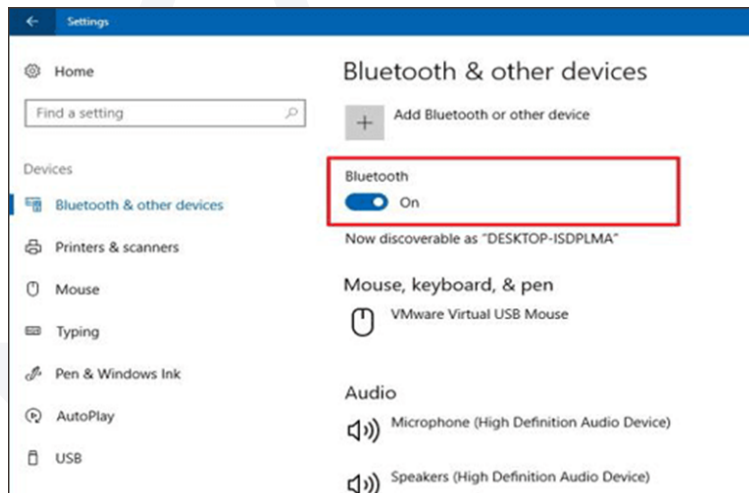 Settings
Home
Find a setting
Devices
Bluetooth & other devices
Printers & scanners
Mouse
Typing
Pen & Windows Ink
AutoPlay
USB
Bluetooth & other devices
Add Bluetooth or other device
Bluetooth
On
Now discoverable as "DESKTOP-ISDPLMA"
Mouse, keyboard, & pen
VMware Virtual USB Mouse
Audio
Microphone (High Definition Audio Device)
Speakers (High Definition Audio Device)